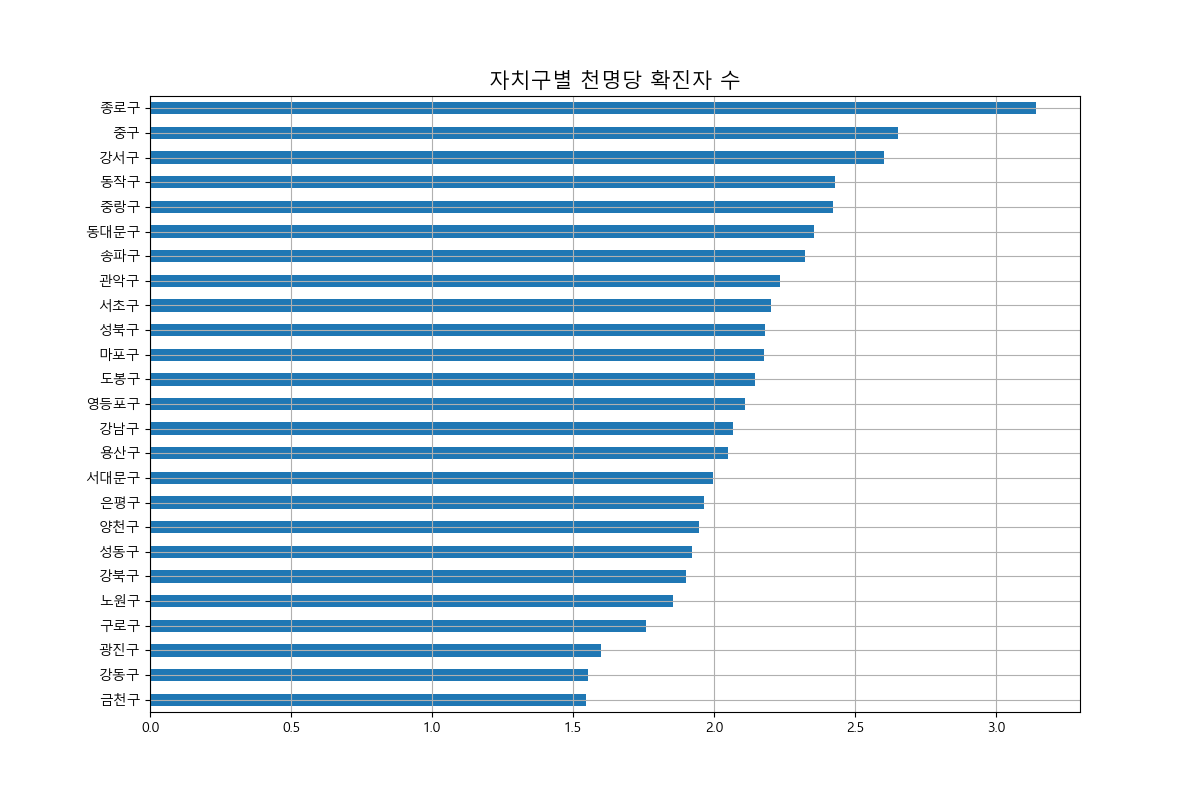 자치구별 천명당 확진자 수
종로구
중구
강서구
동작구
중랑구
동대문구
송파구
관악구
서초구
성북구
마포구
도봉구
영등포구
강남구
용산구
서대문구
은평구
양천구
성동구
강북구
노원구
구로구
광진구
강동구
금천구
0.0 0.5 1.0 1.5 2.0 2.5 3.0